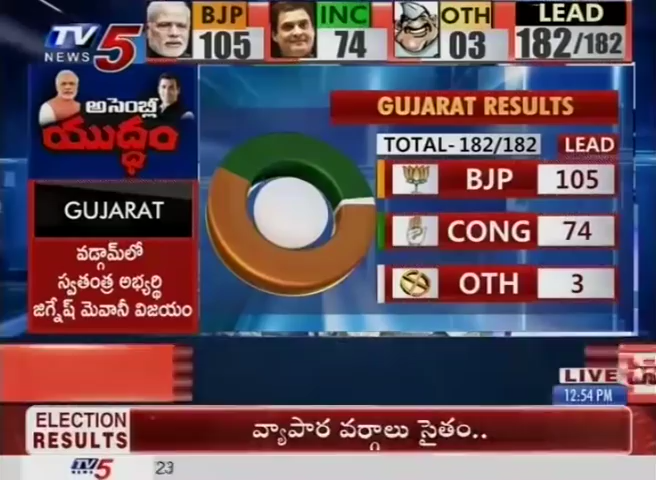 TV5
NEWS
BJP
105
INC
74
OTH
03
LEAD
182/182
అసెంబ్లీ
యుద్ధం
GUJARAT
వడ్గామ్‌లో
స్వతంత్ర అభ్యర్థి
జిగ్నేష్ మెవానీ విజయం
GUJARAT RESULTS
TOTAL- 182/182 LEAD
BJP 105
CONG 74
OTH 3
LIVE
12:54 PM
ELECTION
RESULTS
వ్యాపార వర్గాలు సైతం..
TV5
NEWS
23